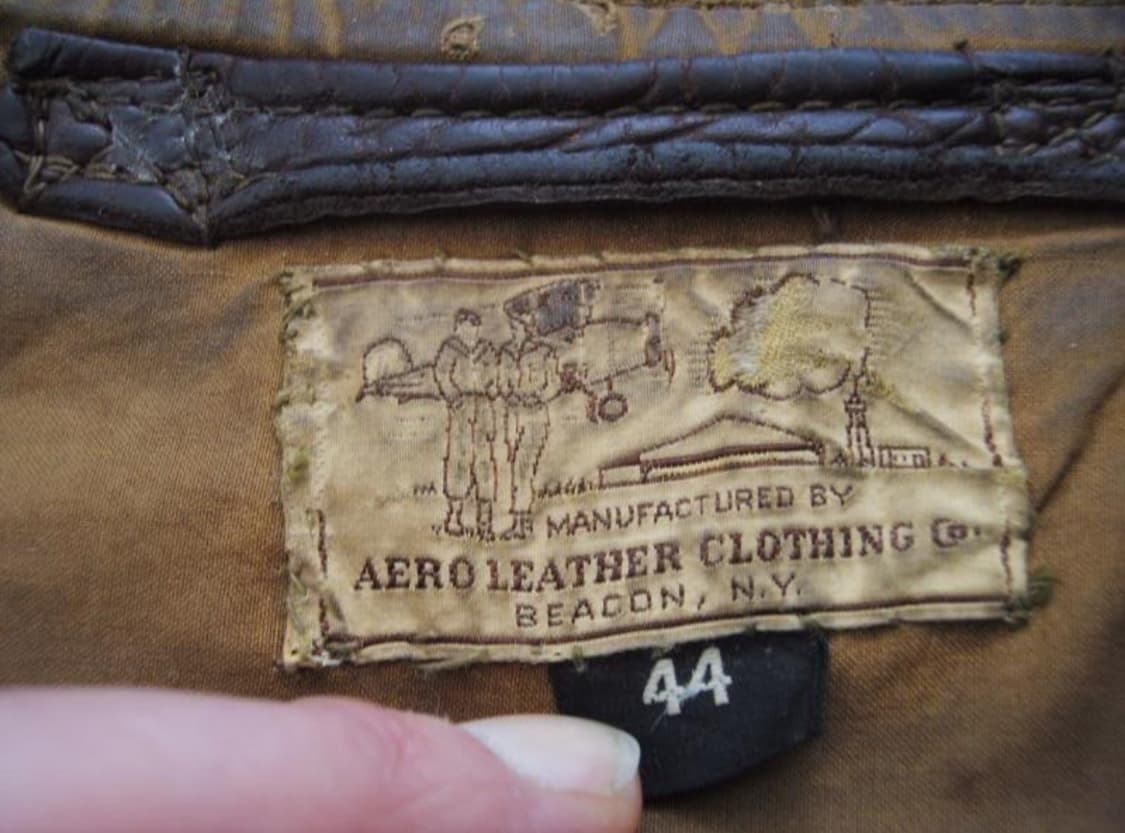 MANUFACTURED BY
AERO LEATHER CLOTHING Co.
BEACON, N.Y.
44